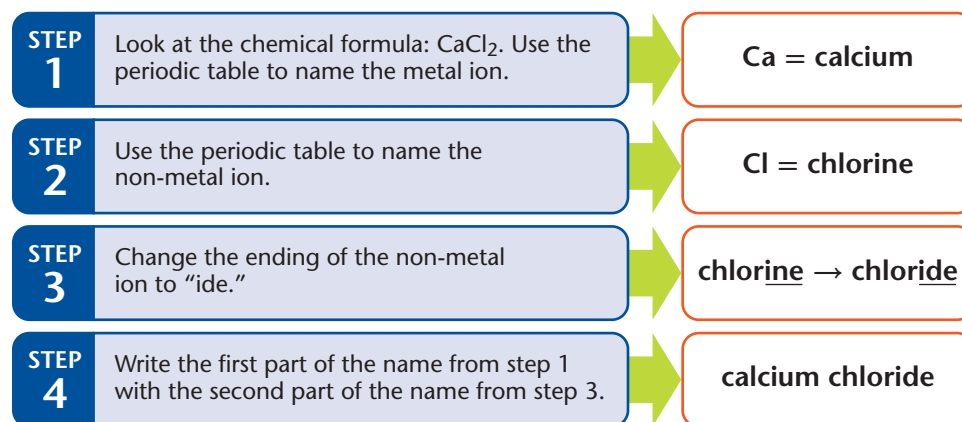 STEP
1
Look at the chemical formula: CaCl₂. Use the
periodic table to name the metal ion.
Ca = calcium
STEP
2
Use the periodic table to name the
non-metal ion.
Cl = chlorine
STEP
3
Change the ending of the non-metal
ion to “ide.”
chlorine → chloride
STEP
4
Write the first part of the name from step 1
with the second part of the name from step 3.
calcium chloride